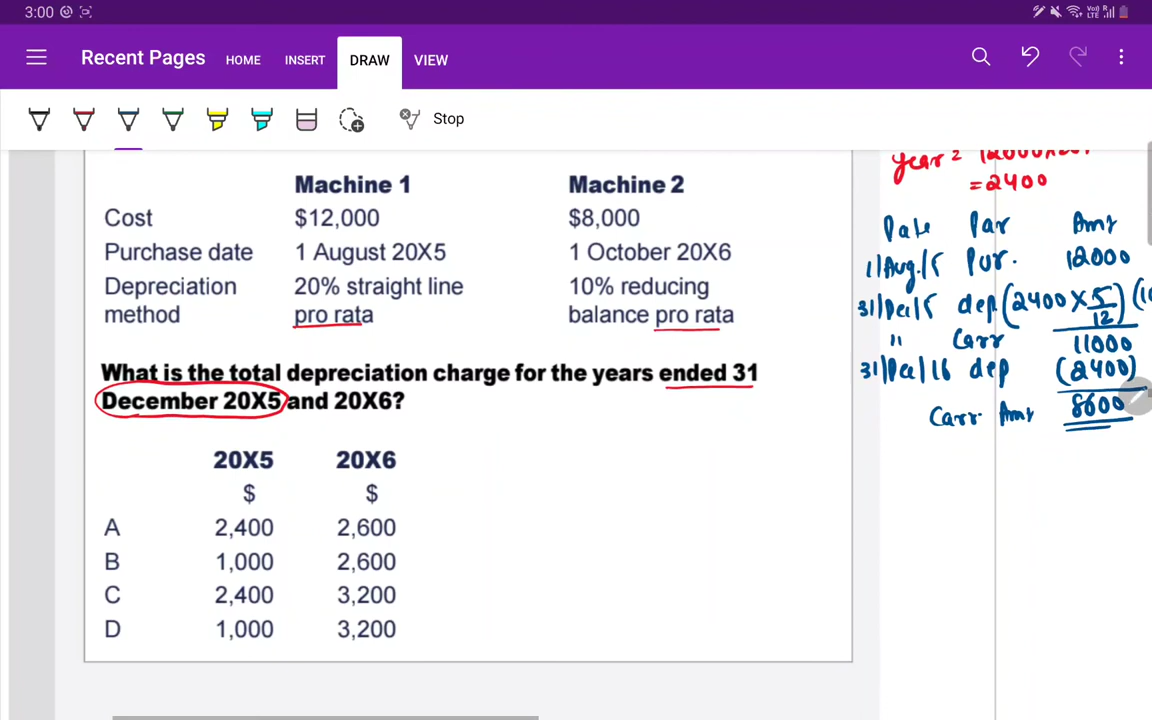 3:00
Recent Pages HOME INSERT DRAW VIEW
Stop
Machine 1 Machine 2
Cost $12,000 $8,000
Purchase date 1 August 20X5 1 October 20X6
Depreciation 20% straight line 10% reducing
method pro rata balance pro rata
What is the total depreciation charge for the years ended 31
December 20X5 and 20X6?
20X5 20X6
$ $
A 2,400 2,600
B 1,000 2,600
C 2,400 3,200
D 1,000 3,200
year =
= 2400
Date Par Amt
1/Aug/5 Pur. 12000
31/Dec/5 dep (2400 × 5/12)
" Carr 11000
31/Dec/16 dep (2400)
Carr Amt 8600